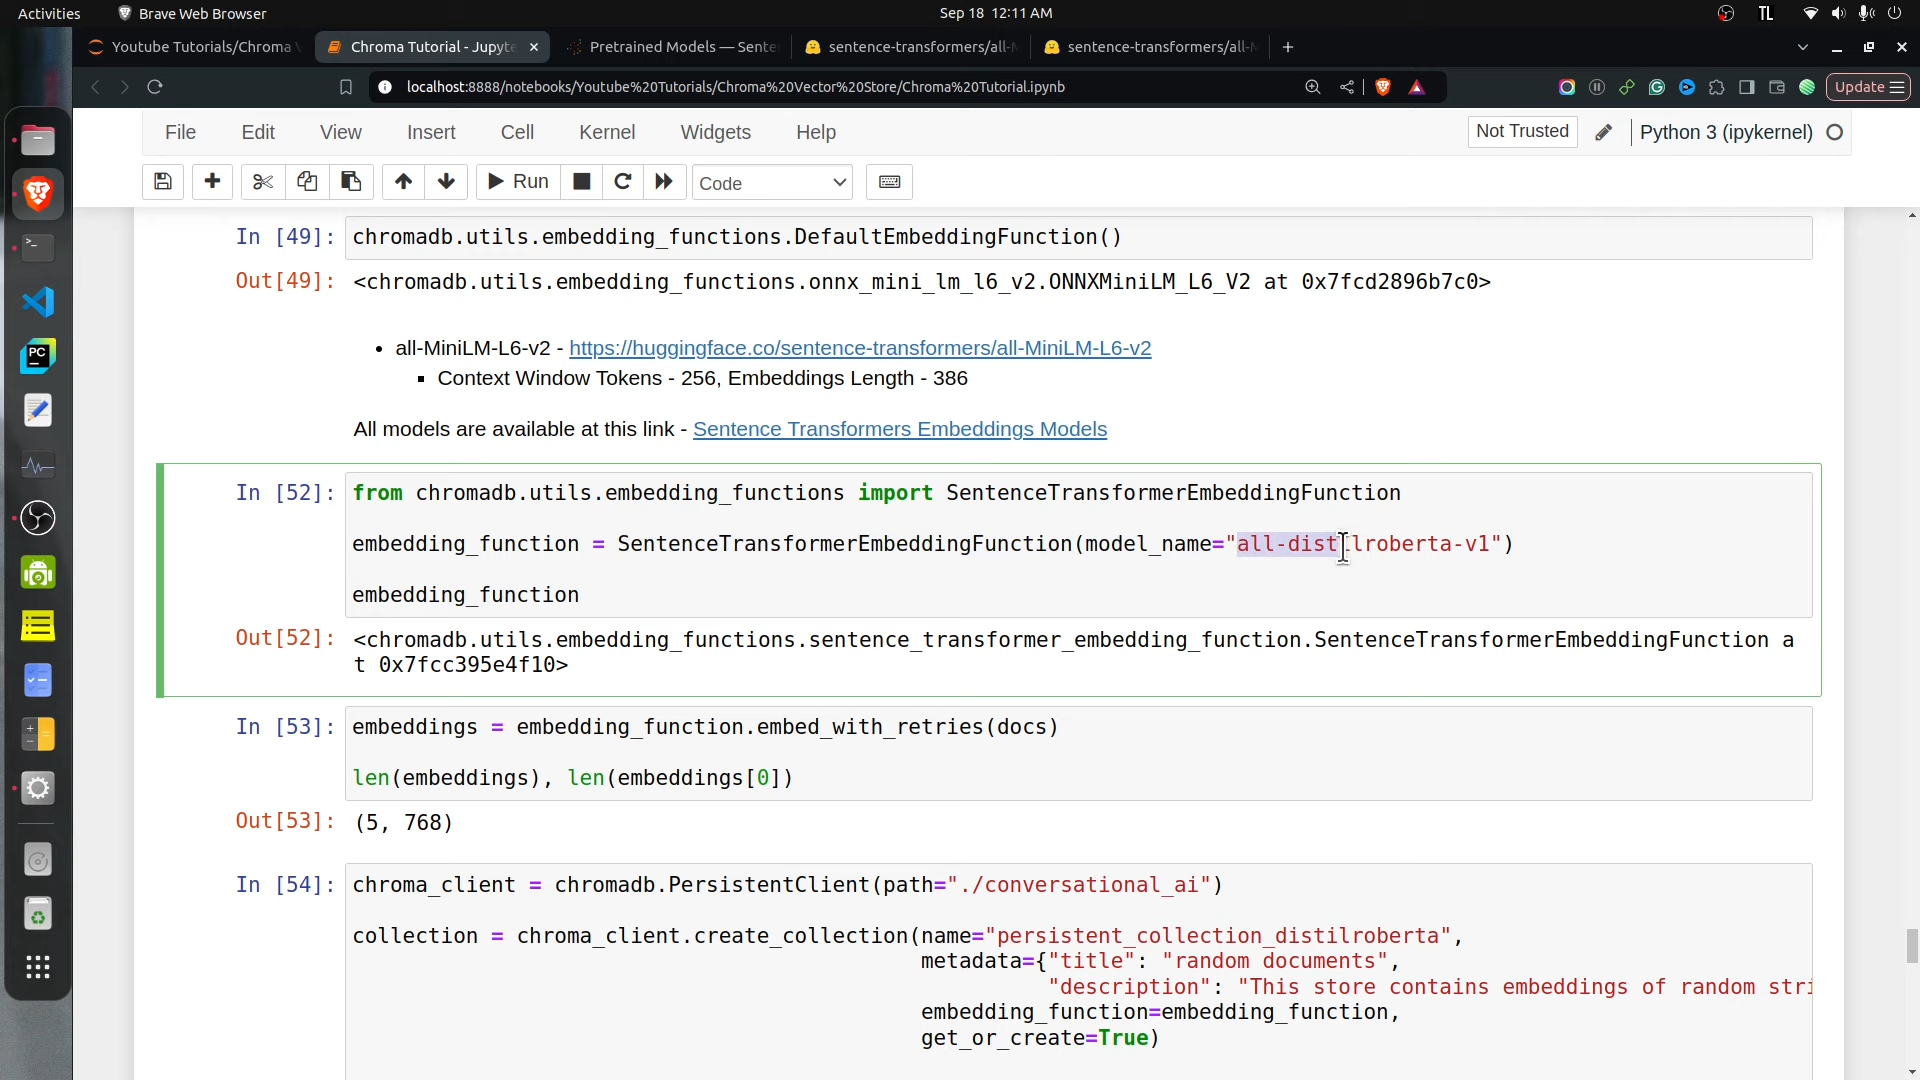 Activities
Brave Web Browser
Sep 18 12:11 AM
TL
Youtube Tutorials/Chroma
Chroma Tutorial - Jupyte
Pretrained Models — Sente
sentence-transformers/all-
sentence-transformers/all-
localhost:8888/notebooks/Youtube%20Tutorials/Chroma%20Vector%20Store/Chroma%20Tutorial.ipynb
Update
File Edit View Insert Cell Kernel Widgets Help
Not Trusted
Python 3 (ipykernel)
Run
Code
In [49]: chromadb.utils.embedding_functions.DefaultEmbeddingFunction()
Out[49]: <chromadb.utils.embedding_functions.onnx_mini_lm_l6_v2.ONNXMiniLM_L6_V2 at 0x7fcd2896b7c0>
• all-MiniLM-L6-v2 - https://huggingface.co/sentence-transformers/all-MiniLM-L6-v2
▪ Context Window Tokens - 256, Embeddings Length - 386
All models are available at this link - Sentence Transformers Embeddings Models
In [52]: from chromadb.utils.embedding_functions import SentenceTransformerEmbeddingFunction
embedding_function = SentenceTransformerEmbeddingFunction(model_name="all-distilroberta-v1")
embedding_function
Out[52]: <chromadb.utils.embedding_functions.sentence_transformer_embedding_function.SentenceTransformerEmbeddingFunction a
t 0x7fcc395e4f10>
In [53]: embeddings = embedding_function.embed_with_retries(docs)
len(embeddings), len(embeddings[0])
Out[53]: (5, 768)
In [54]: chroma_client = chromadb.PersistentClient(path="./conversational_ai")
collection = chroma_client.create_collection(name="persistent_collection_distilroberta",
metadata={"title": "random documents",
"description": "This store contains embeddings of random stri
embedding_function=embedding_function,
get_or_create=True)